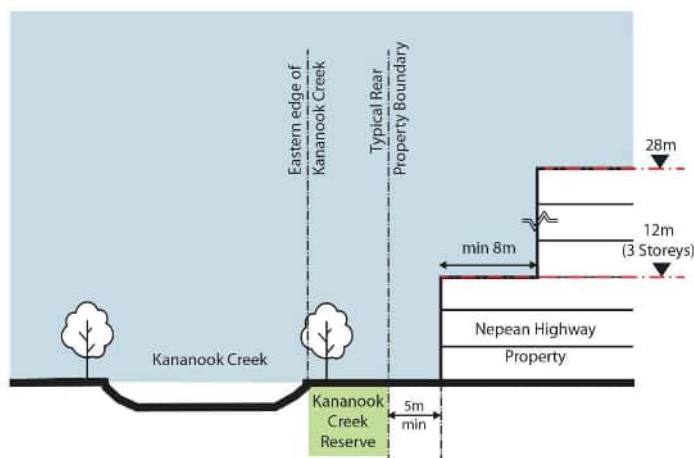 Eastern edge of
Kananook Creek
Typical Rear
Property Boundary
28m
12m
(3 Storeys)
min 8m
Nepean Highway
Property
Kananook Creek
Kananook
Creek
Reserve
5m
min